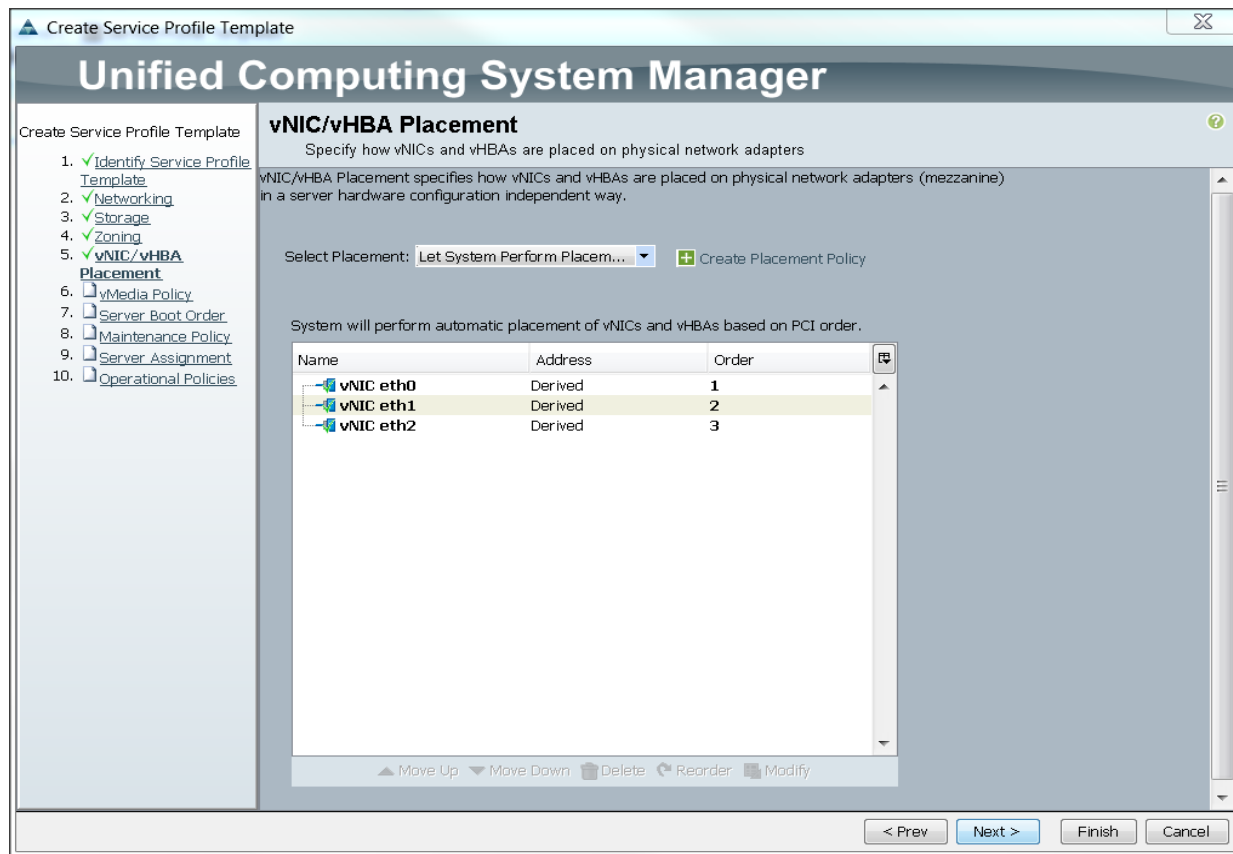 Create Service Profile Template
Unified Computing System Manager
Create Service Profile Template
1. √Identify Service Profile
Template
2. √Networking
3. √Storage
4. √Zoning
5. √vNIC/vHBA
Placement
6. vMedia Policy
7. Server Boot Order
8. Maintenance Policy
9. Server Assignment
10. Operational Policies
vNIC/vHBA Placement
Specify how vNICs and vHBAs are placed on physical network adapters
vNIC/vHBA Placement specifies how vNICs and vHBAs are placed on physical network adapters (mezzanine)
in a server hardware configuration independent way.
Select Placement: Let System Perform Placem... Create Placement Policy
System will perform automatic placement of vNICs and vHBAs based on PCI order.
Name Address Order
vNIC eth0 Derived 1
vNIC eth1 Derived 2
vNIC eth2 Derived 3
Move Up Move Down Delete Reorder Modify
< Prev Next > Finish Cancel